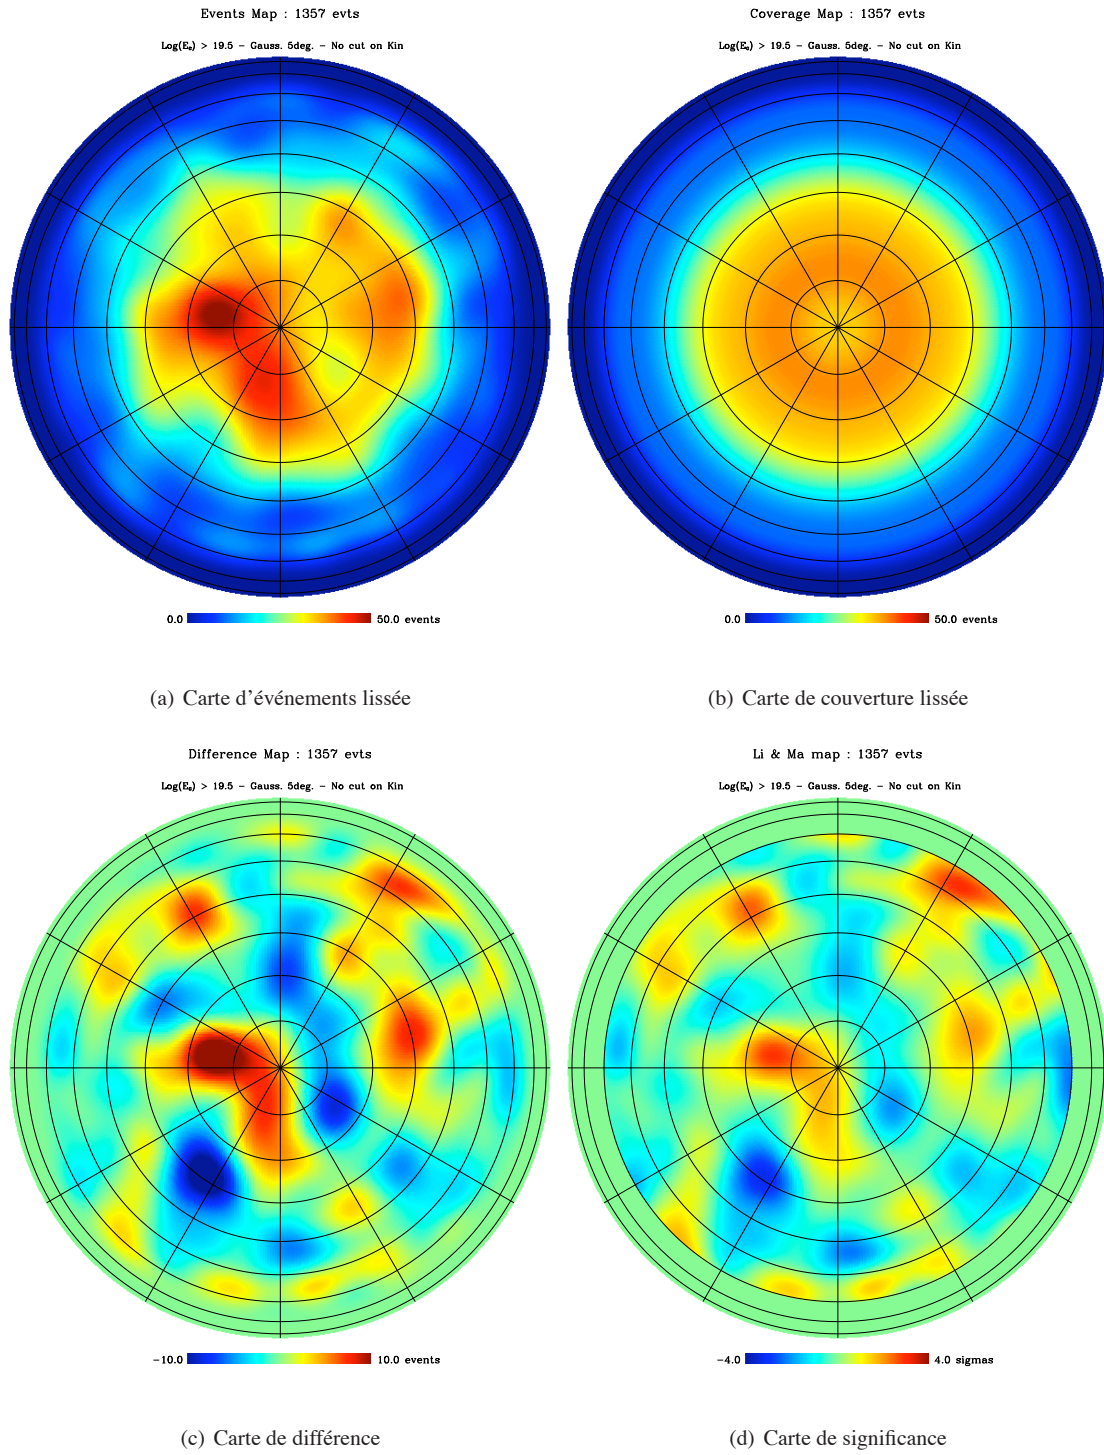 Events Map : 1357 evts
Log(Eₑ) > 19.5 – Gauss. 5deg. – No cut on Kin
0.0 50.0 events
(a) Carte d'événements lissée
Coverage Map : 1357 evts
Log(Eₑ) > 19.5 – Gauss. 5deg. – No cut on Kin
0.0 50.0 events
(b) Carte de couverture lissée
Difference Map : 1357 evts
Log(Eₑ) > 19.5 – Gauss. 5deg. – No cut on Kin
−10.0 10.0 events
(c) Carte de différence
Li & Ma map : 1357 evts
Log(Eₑ) > 19.5 – Gauss. 5deg. – No cut on Kin
−4.0 4.0 sigmas
(d) Carte de significance